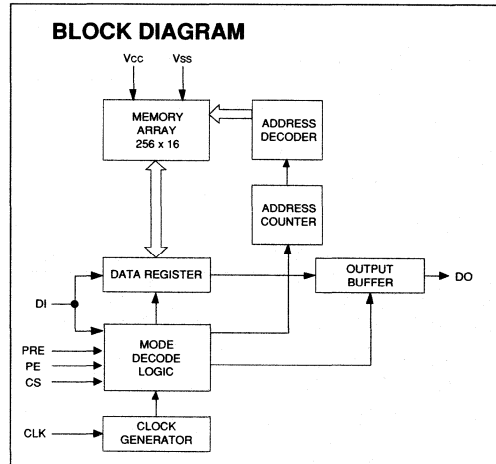 BLOCK DIAGRAM
Vcc Vss
MEMORY
ARRAY
256 x 16
ADDRESS
DECODER
ADDRESS
COUNTER
DATA REGISTER
OUTPUT
BUFFER
DO
DI
PRE
PE
CS
MODE
DECODE
LOGIC
CLK
CLOCK
GENERATOR